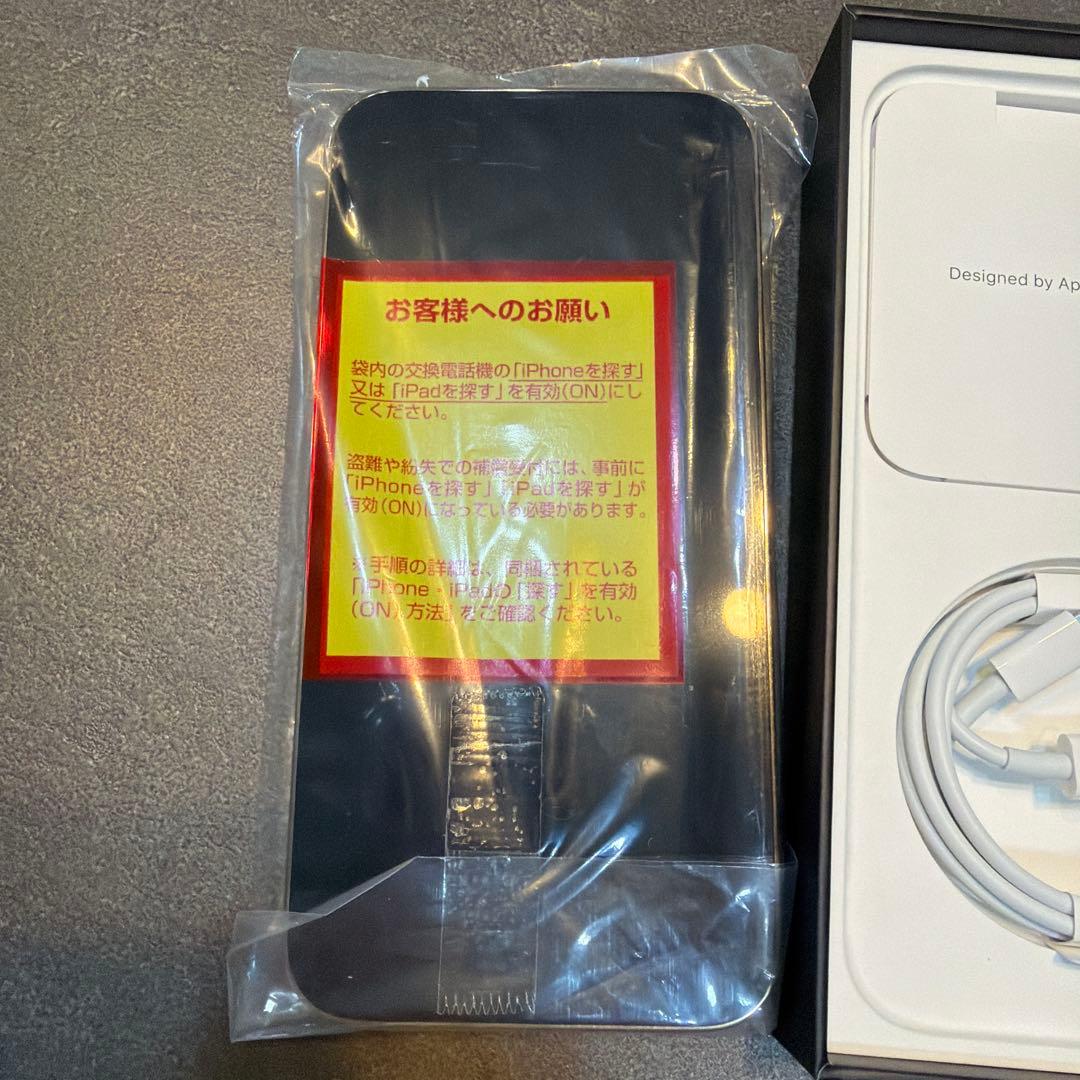 お客様へのお願い
袋内の交換電話機の「iPhoneを探す」
又は「iPadを探す」を有効(ON)にし
てください。
盗難や紛失での補償受付には、事前に
「iPhoneを探す」「iPadを探す」が
有効(ON)になっている必要があります。
※手順の詳細は、同梱されている
「iPhone・iPadの「探す」を有効
(ON)方法」をご確認ください。
Designed by Ap